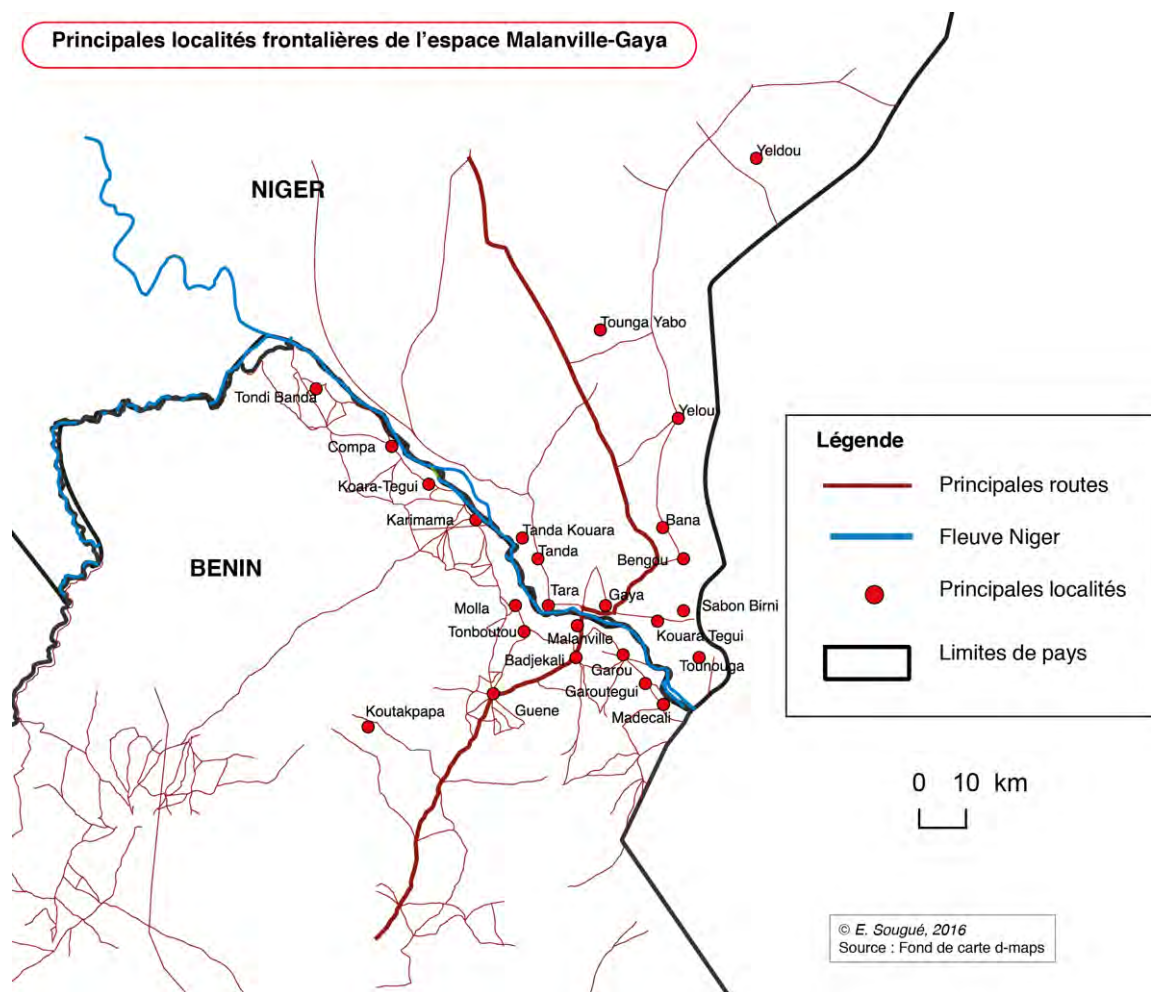 Principales localités frontalières de l'espace Malanville-Gaya
Yeldou
NIGER
Tounga Yabo
Tondi Banda
Yelou
Compa
Koara-Tegui
Karimama
Tanda Kouara
Bana
Tanda
Bengou
BENIN
Tara
Gaya
Molla
Sabon Birni
Tonboutou
Malanville
Kouara Tegui
Badjekali
Garou
Tounouga
Garoutegui
Guene
Madecali
Koutakpapa
Légende
Principales routes
Fleuve Niger
Principales localités
Limites de pays
0 10 km
© E. Sougué, 2016
Source : Fond de carte d-maps